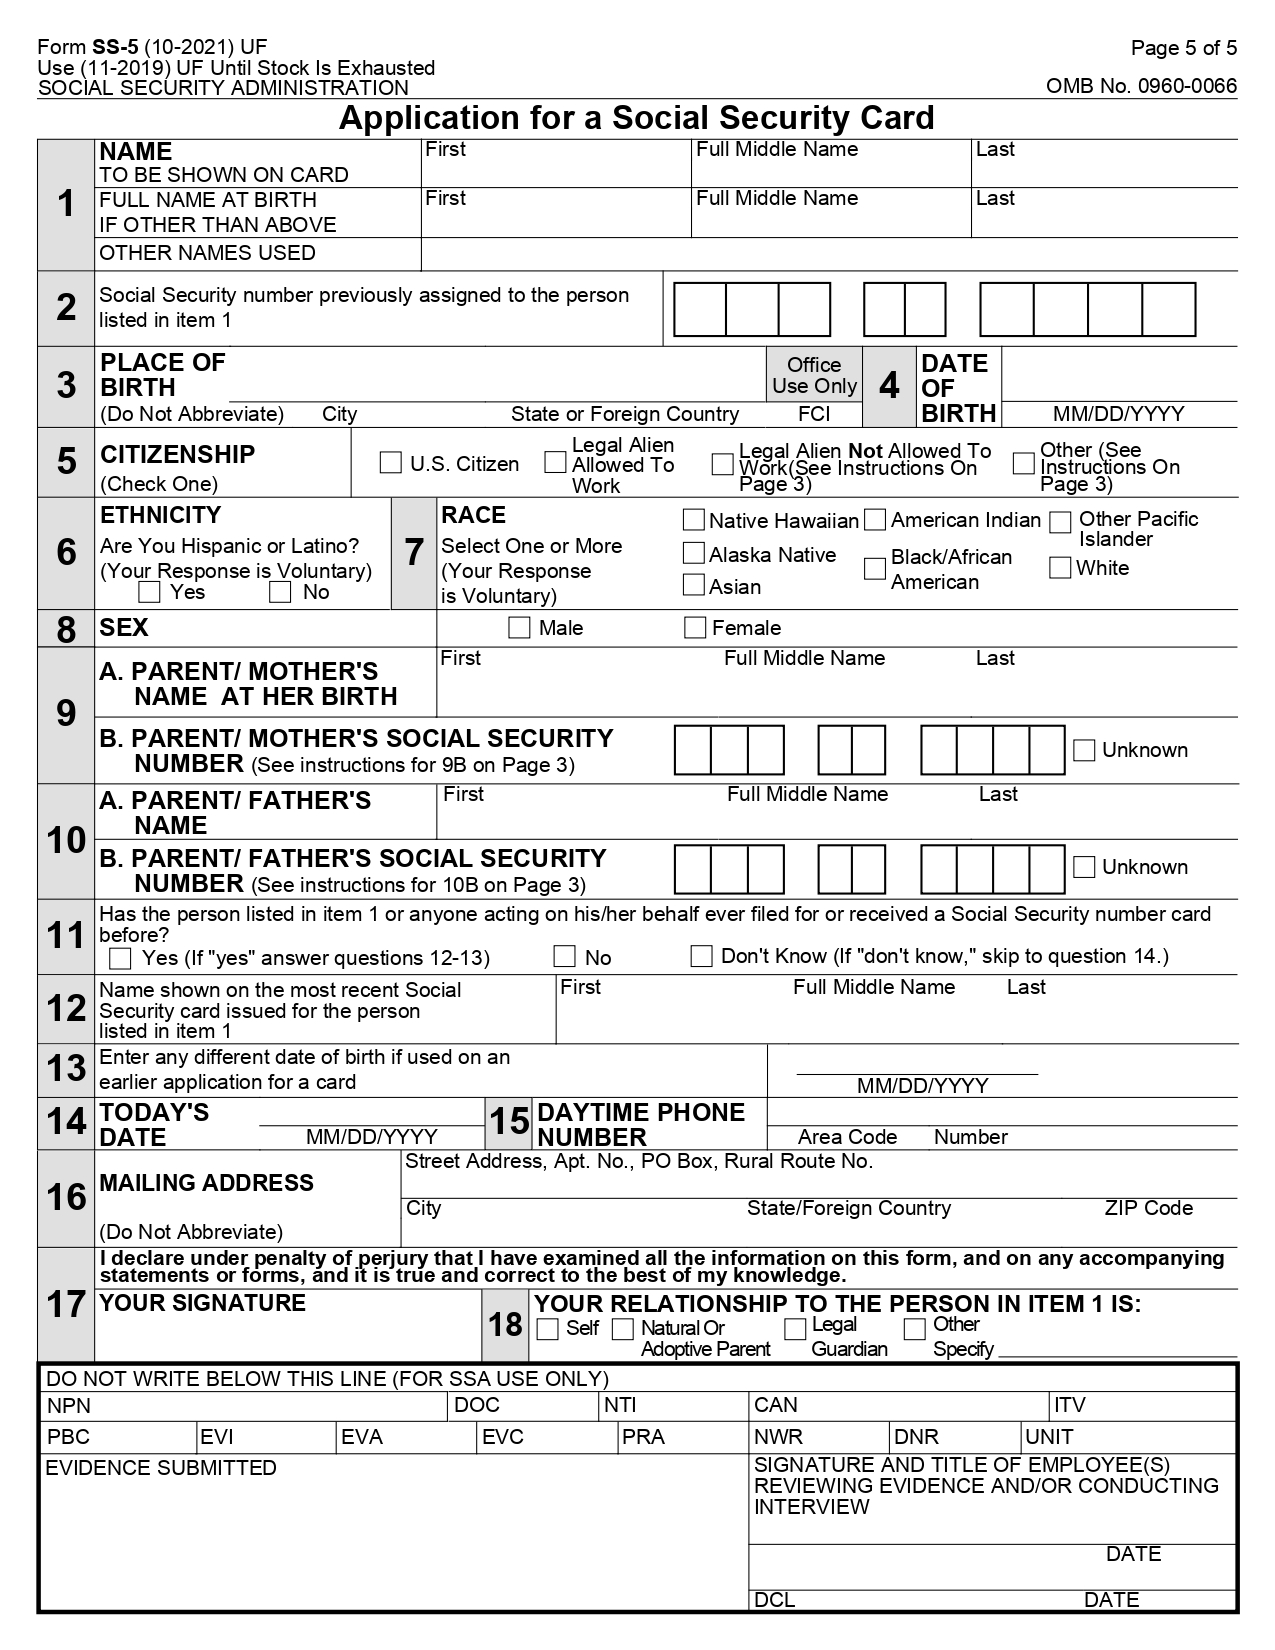 Form SS-5 (10-2021) UF
Page 5 of 5
Use (11-2019) UF Until Stock Is Exhausted
SOCIAL SECURITY ADMINISTRATION
OMB No. 0960-0066
Application for a Social Security Card
1
NAME
TO BE SHOWN ON CARD
First
Full Middle Name
Last
FULL NAME AT BIRTH
IF OTHER THAN ABOVE
First
Full Middle Name
Last
OTHER NAMES USED
2
Social Security number previously assigned to the person
listed in item 1
3
PLACE OF
BIRTH
(Do Not Abbreviate)
City
State or Foreign Country
Office
Use Only
FCI
4
DATE
OF
BIRTH
MM/DD/YYYY
5
CITIZENSHIP
(Check One)
U.S. Citizen
Legal Alien
Allowed To
Work
Legal Alien Not Allowed To
Work(See Instructions On
Page 3)
Other (See
Instructions On
Page 3)
6
ETHNICITY
Are You Hispanic or Latino?
(Your Response is Voluntary)
Yes
No
7
RACE
Select One or More
(Your Response
is Voluntary)
Native Hawaiian
Alaska Native
Asian
American Indian
Black/African
American
Other Pacific
Islander
White
8
SEX
Male
Female
9
A. PARENT/ MOTHER'S
NAME AT HER BIRTH
First
Full Middle Name
Last
B. PARENT/ MOTHER'S SOCIAL SECURITY
NUMBER (See instructions for 9B on Page 3)
Unknown
10
A. PARENT/ FATHER'S
NAME
First
Full Middle Name
Last
B. PARENT/ FATHER'S SOCIAL SECURITY
NUMBER (See instructions for 10B on Page 3)
Unknown
11
Has the person listed in item 1 or anyone acting on his/her behalf ever filed for or received a Social Security number card
before?
Yes (If "yes" answer questions 12-13)
No
Don't Know (If "don't know," skip to question 14.)
12
Name shown on the most recent Social
Security card issued for the person
listed in item 1
First
Full Middle Name
Last
13
Enter any different date of birth if used on an
earlier application for a card
MM/DD/YYYY
14
TODAY'S
DATE
MM/DD/YYYY
15
DAYTIME PHONE
NUMBER
Area Code
Number
16
MAILING ADDRESS
(Do Not Abbreviate)
Street Address, Apt. No., PO Box, Rural Route No.
City
State/Foreign Country
ZIP Code
17
I declare under penalty of perjury that I have examined all the information on this form, and on any accompanying
statements or forms, and it is true and correct to the best of my knowledge.
YOUR SIGNATURE
18
YOUR RELATIONSHIP TO THE PERSON IN ITEM 1 IS:
Self
Natural Or
Adoptive Parent
Legal
Guardian
Other
Specify
DO NOT WRITE BELOW THIS LINE (FOR SSA USE ONLY)
NPN
DOC
NTI
CAN
ITV
PBC
EVI
EVA
EVC
PRA
NWR
DNR
UNIT
EVIDENCE SUBMITTED
SIGNATURE AND TITLE OF EMPLOYEE(S)
REVIEWING EVIDENCE AND/OR CONDUCTING
INTERVIEW
DATE
DCL
DATE